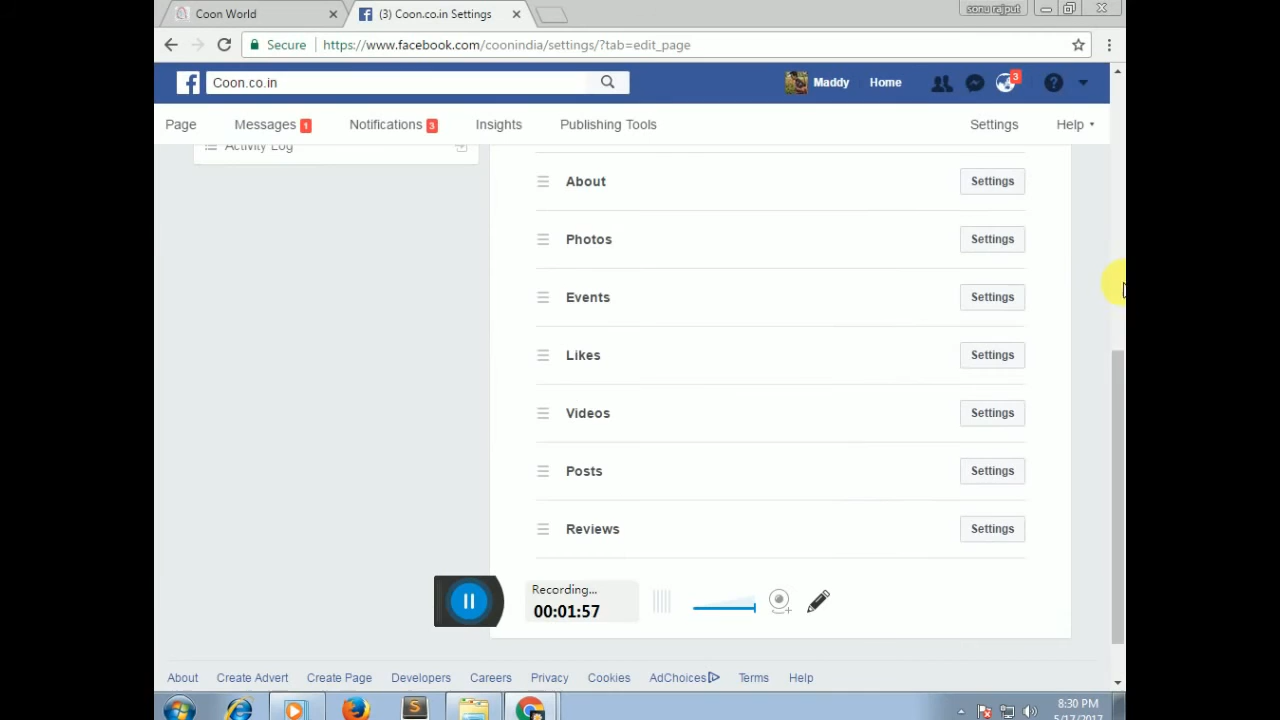 Coon World
(3) Coon.co.in Settings
sonu rajput
Secure
https://www.facebook.com/coonindia/settings/?tab=edit_page
Coon.co.in
Maddy
Home
3
Page
Messages 1
Notifications 3
Insights
Publishing Tools
Settings
Help
Activity Log
About
Settings
Photos
Settings
Events
Settings
Likes
Settings
Videos
Settings
Posts
Settings
Reviews
Settings
Recording...
00:01:57
About
Create Advert
Create Page
Developers
Careers
Privacy
Cookies
AdChoices
Terms
Help
8:30 PM
5/17/2017